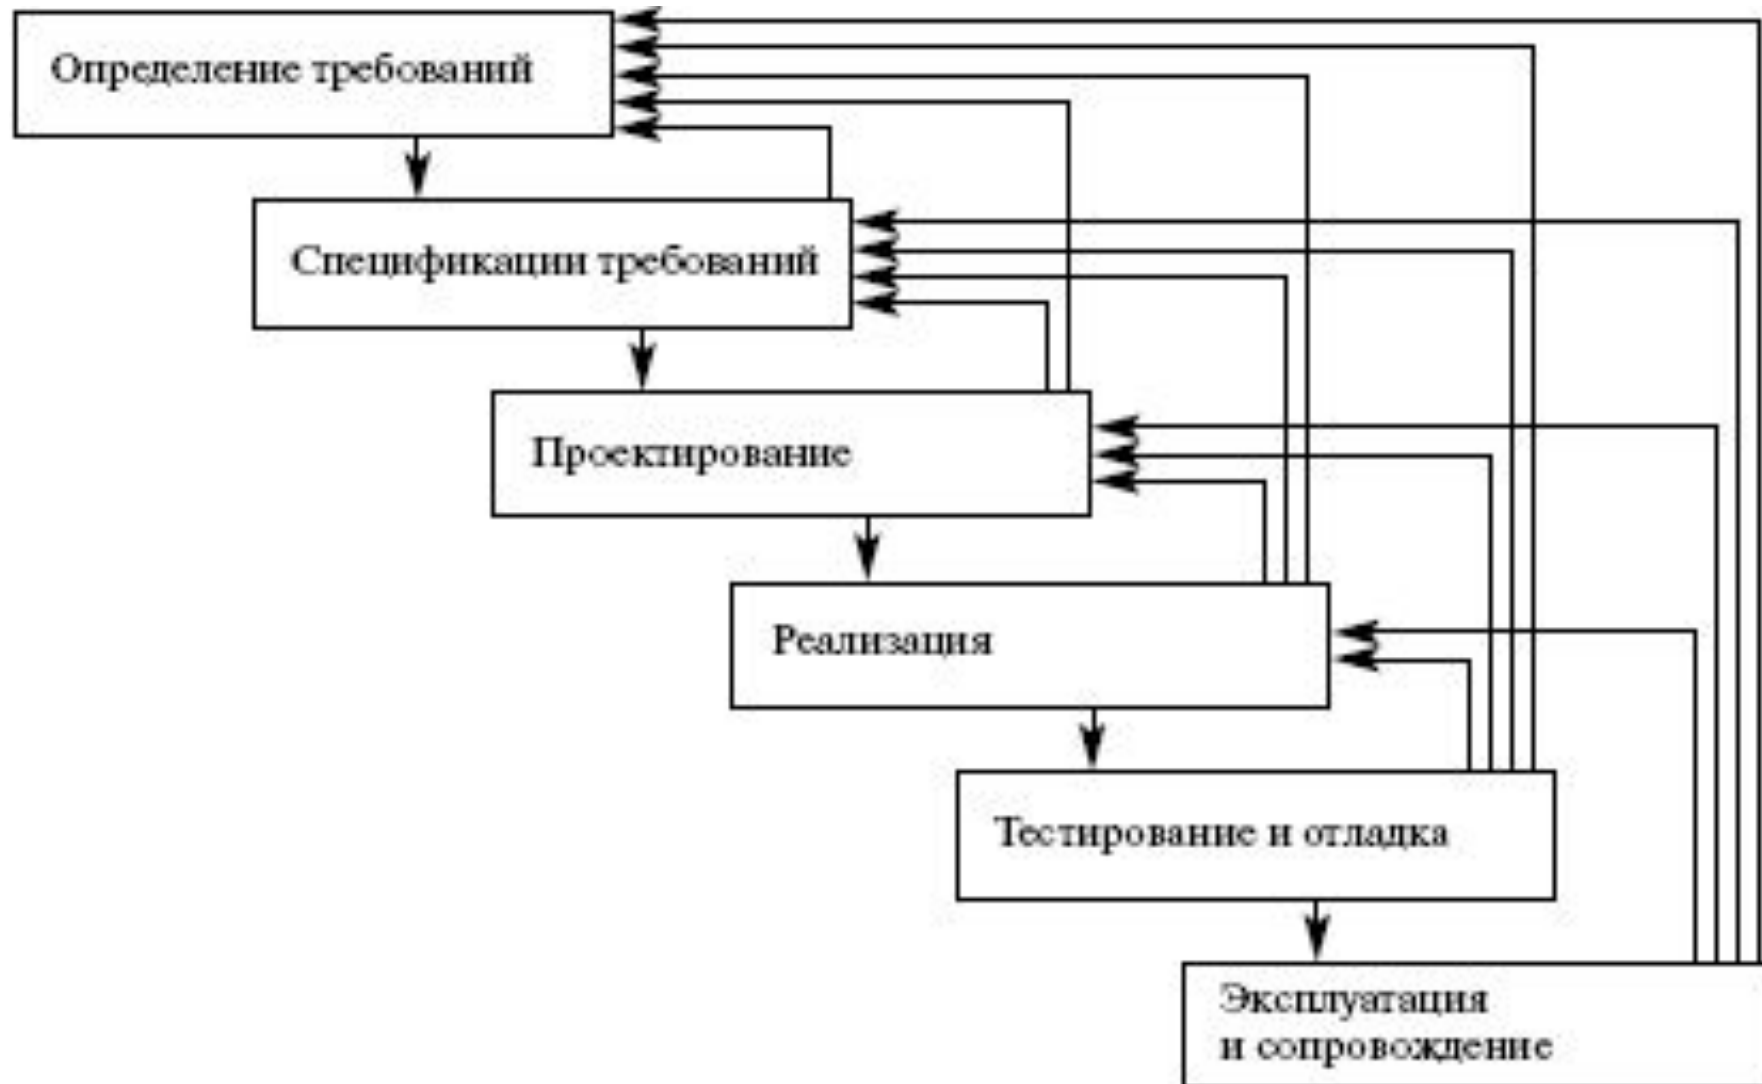 Определение требований
Спецификации требований
Проектирование
Реализация
Тестирование и отладка
Эксплуатация
и сопровождение